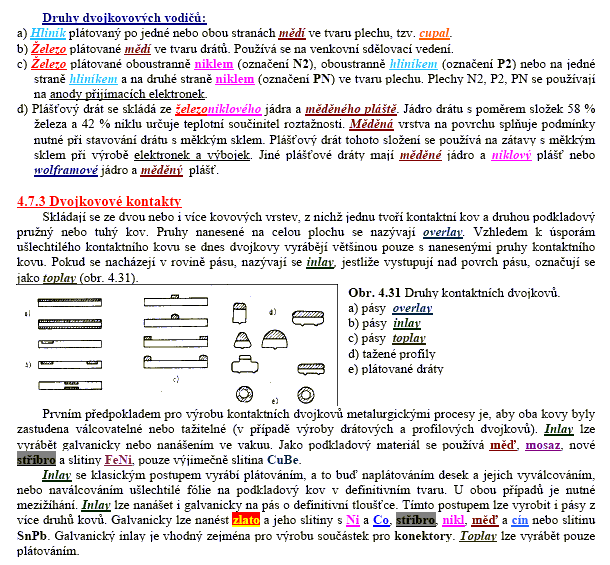 Druhy dvojkovových vodičů:
a) Hliník plátovaný po jedné nebo obou stranách mědí ve tvaru plechu, tzv. cupal.
b) Železo plátované mědí ve tvaru drátů. Používá se na venkovní sdělovací vedení.
c) Železo plátované oboustranně niklem (označení N2), oboustranně hliníkem (označení P2) nebo na jedné
straně hliníkem a na druhé straně niklem (označení PN) ve tvaru plechu. Plechy N2, P2, PN se používají
na anody přijímacích elektronek.
d) Plášťový drát se skládá ze železoniklového jádra a měděného pláště. Jádro drátu s poměrem složek 58 %
železa a 42 % niklu určuje teplotní součinitel roztažnosti. Měděná vrstva na povrchu splňuje podmínky
nutné při stavování drátu s měkkým sklem. Plášťový drát tohoto složení se používá na zátavy s měkkým
sklem při výrobě elektronek a výbojek. Jiné plášťové dráty mají měděné jádro a niklový plášť nebo
wolframové jádro a měděný plášť.
4.7.3 Dvojkovové kontakty
Skládají se ze dvou nebo i více kovových vrstev, z nichž jednu tvoří kontaktní kov a druhou podkladový
pružný nebo tuhý kov. Pruhy nanesené na celou plochu se nazývají overlay. Vzhledem k úsporám
ušlechtilého kontaktního kovu se dnes dvojkovy vyrábějí většinou pouze s nanesenými pruhy kontaktního
kovu. Pokud se nacházejí v rovině pásu, nazývají se inlay, jestliže vystupují nad povrch pásu, označují se
jako toplay (obr. 4.31).
a)
b)
c)
d)
e)
Obr. 4.31 Druhy kontaktních dvojkovů.
a) pásy overlay
b) pásy inlay
c) pásy toplay
d) tažené profily
e) plátované dráty
Prvním předpokladem pro výrobu kontaktních dvojkovů metalurgickými procesy je, aby oba kovy byly
zastudena válcovatelné nebo tažitelné (v případě výroby drátových a profilových dvojkovů). Inlay lze
vyrábět galvanicky nebo nanášením ve vakuu. Jako podkladový materiál se používá měď, mosaz, nové
stříbro a slitiny FeNi, pouze výjimečně slitina CuBe.
Inlay se klasickým postupem vyrábí plátováním, a to buď naplátováním desek a jejich vyválcováním,
nebo naválcováním ušlechtilé fólie na podkladový kov v definitivním tvaru. U obou případů je nutné
mezižíhání. Inlay lze nanášet i galvanicky na pás o definitivní tloušťce. Tímto postupem lze vyrobit i pásy z
více druhů kovů. Galvanicky lze nanést zlato a jeho slitiny s Ni a Co, stříbro, nikl, měď a cín nebo slitinu
SnPb. Galvanický inlay je vhodný zejména pro výrobu součástek pro konektory. Toplay lze vyrobit pouze
plátováním.